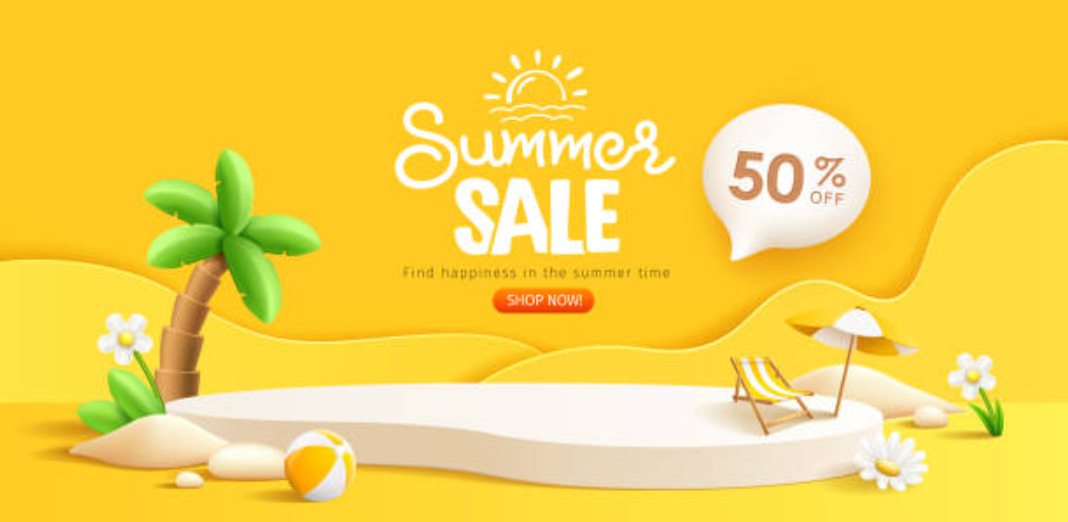 Summer
SALE
50%
OFF
Find happiness in the summer time
SHOP NOW!